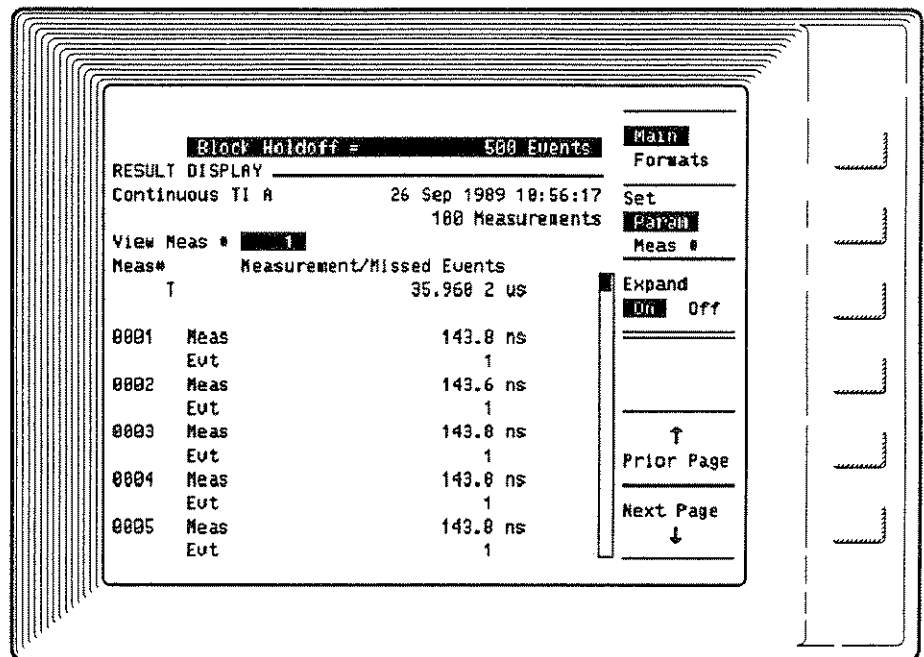 Block Holdoff = 500 Events
RESULT DISPLAY
Continuous TI A 26 Sep 1989 10:56:17
100 Measurements
View Meas # 1
Meas# Measurement/Missed Events
T 35.960 2 us
0001 Meas 143.8 ns
Evt 1
0002 Meas 143.6 ns
Evt 1
0003 Meas 143.8 ns
Evt 1
0004 Meas 143.8 ns
Evt 1
0005 Meas 143.8 ns
Evt 1
Main
Formats
Set
Param
Meas #
Expand
On Off
↑
Prior Page
Next Page
↓